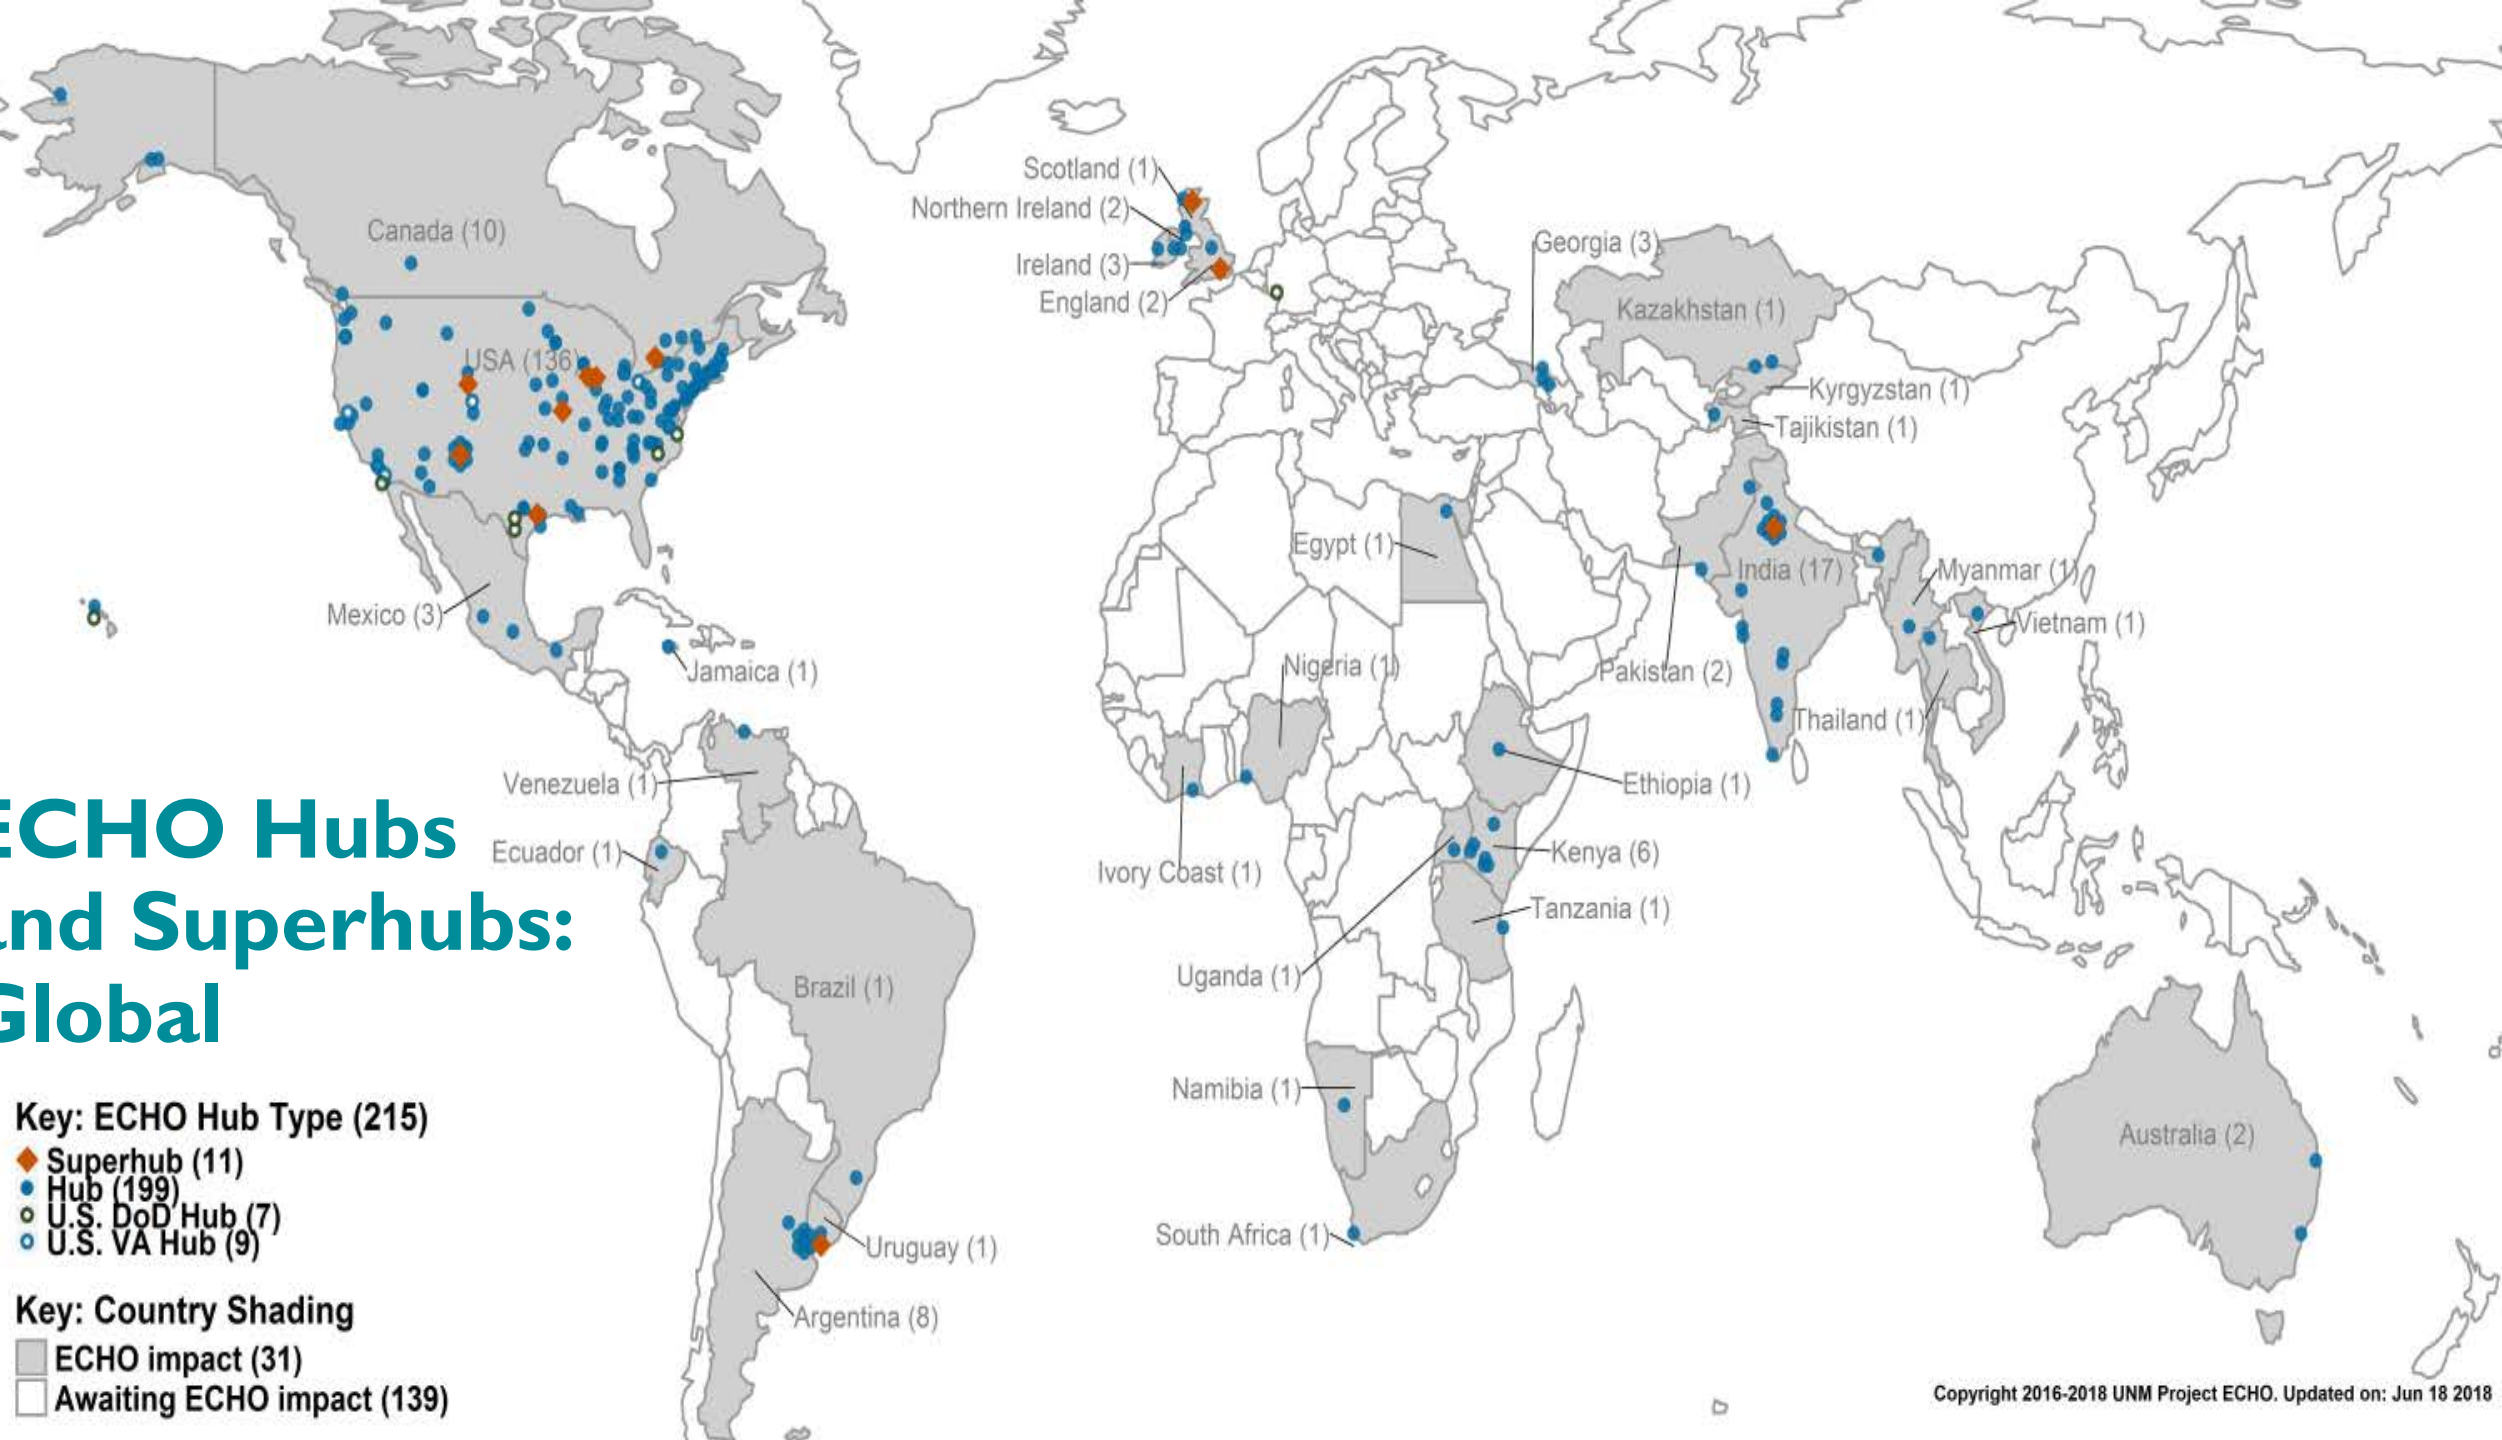 Canada (10)
USA (136)
Mexico (3)
Jamaica (1)
Venezuela (1)
Ecuador (1)
Brazil (1)
Uruguay (1)
Argentina (8)
Scotland (1)
Northern Ireland (2)
Ireland (3)
England (2)
Georgia (3)
Kazakhstan (1)
Kyrgyzstan (1)
Tajikistan (1)
Egypt (1)
India (17)
Myanmar (1)
Vietnam (1)
Nigeria (1)
Pakistan (2)
Thailand (1)
Ethiopia (1)
Ivory Coast (1)
Kenya (6)
Tanzania (1)
Uganda (1)
Namibia (1)
South Africa (1)
Australia (2)
ECHO Hubs
and Superhubs:
Global
Key: ECHO Hub Type (215)
Superhub (11)
Hub (199)
U.S. DoD Hub (7)
U.S. VA Hub (9)
Key: Country Shading
ECHO impact (31)
Awaiting ECHO impact (139)
Copyright 2016-2018 UNM Project ECHO. Updated on: Jun 18 2018